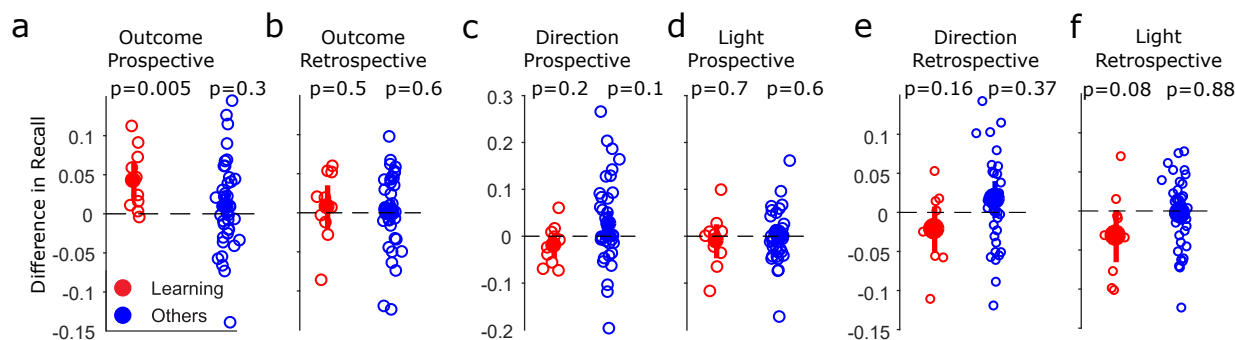 a
Outcome
Prospective
p=0.005 p=0.3
b
Outcome
Retrospective
p=0.5 p=0.6
c
Direction
Prospective
p=0.2 p=0.1
d
Light
Prospective
p=0.7 p=0.6
e
Direction
Retrospective
p=0.16 p=0.37
f
Light
Retrospective
p=0.08 p=0.88
Difference in Recall
0.1
0.05
0
-0.05
-0.1
-0.15
Learning
Others
0.3
0.2
0.1
0
-0.1
-0.2
0.1
0.05
0
-0.05
-0.1
-0.15